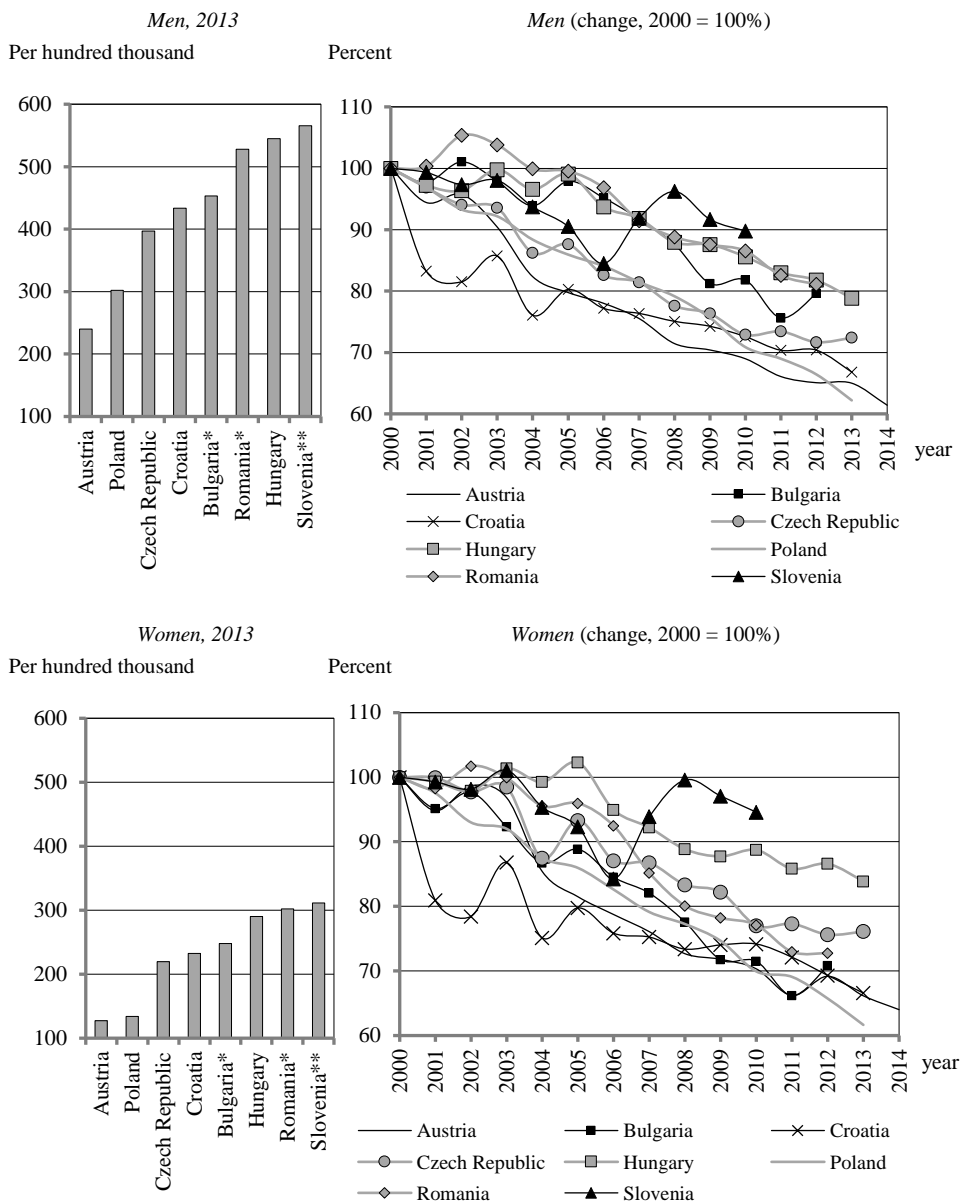 Men, 2013
Men (change, 2000 = 100%)
Per hundred thousand
Percent
600
500
400
300
200
100
Austria
Poland
Czech Republic
Croatia
Bulgaria*
Romania*
Hungary
Slovenia**
110
100
90
80
70
60
2000
2001
2002
2003
2004
2005
2006
2007
2008
2009
2010
2011
2012
2013
2014
year
Austria
Bulgaria
Croatia
Czech Republic
Hungary
Poland
Romania
Slovenia
Women, 2013
Women (change, 2000 = 100%)
Per hundred thousand
Percent
600
500
400
300
200
100
Austria
Poland
Czech Republic
Croatia
Bulgaria*
Hungary
Romania*
Slovenia**
110
100
90
80
70
60
2000
2001
2002
2003
2004
2005
2006
2007
2008
2009
2010
2011
2012
2013
2014
year
Austria
Bulgaria
Croatia
Czech Republic
Hungary
Poland
Romania
Slovenia